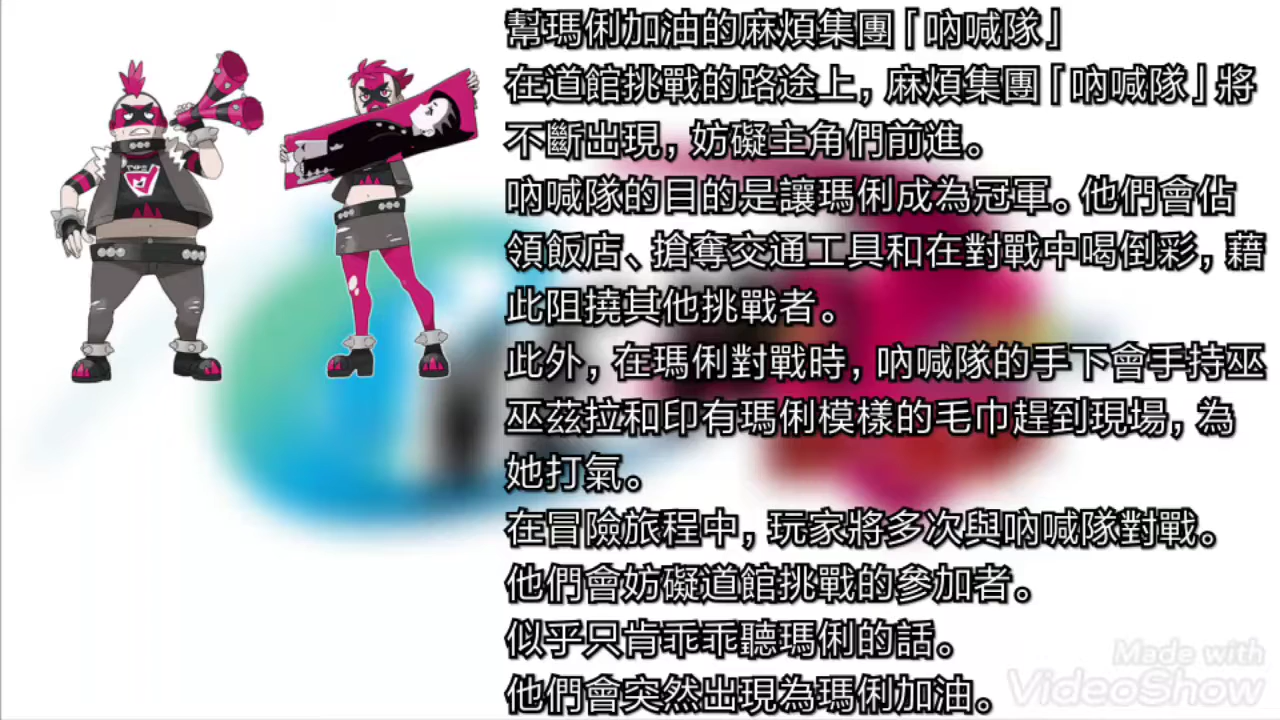 幫瑪俐加油的麻煩集團「吶喊隊」
在道館挑戰的路途上，麻煩集團「吶喊隊」將
不斷出現，妨礙主角們前進。
吶喊隊的目的是讓瑪俐成為冠軍。他們會佔
領飯店、搶奪交通工具和在對戰中喝倒彩，藉
此阻撓其他挑戰者。
此外，在瑪俐對戰時，吶喊隊的手下會手持巫
巫茲拉和印有瑪俐模樣的毛巾趕到現場，為
她打氣。
在冒險旅程中，玩家將多次與吶喊隊對戰。
他們會妨礙道館挑戰的參加者。
似乎只肯乖乖聽瑪俐的話。
他們會突然出現為瑪俐加油。
Made with
VideoShow